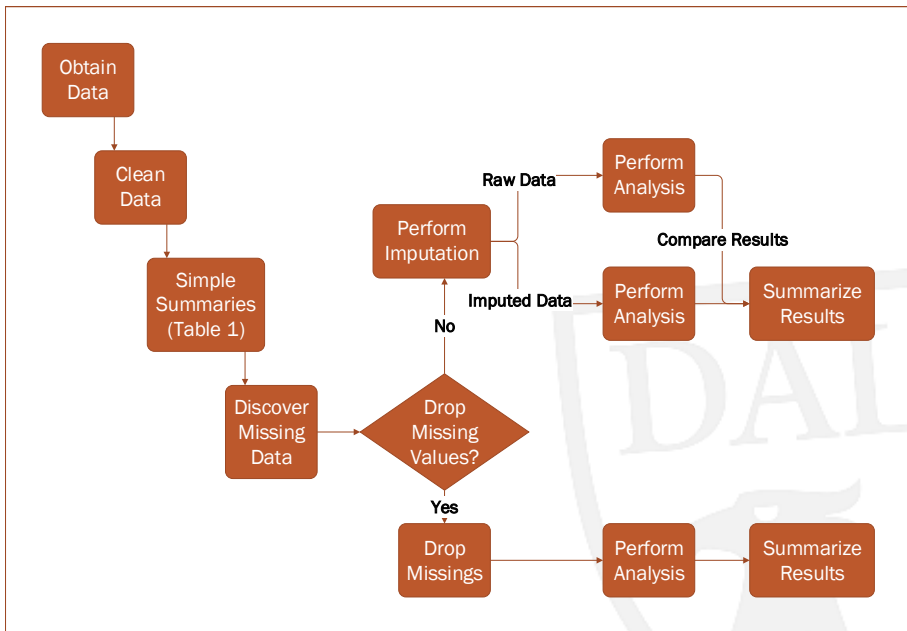 Obtain
Data
Clean
Data
Simple
Summaries
(Table 1)
Discover
Missing
Data
Drop
Missing
Values?
No
Perform
Imputation
Raw Data
Perform
Analysis
Compare Results
Imputed Data
Perform
Analysis
Summarize
Results
Yes
Drop
Missings
Perform
Analysis
Summarize
Results
DAL